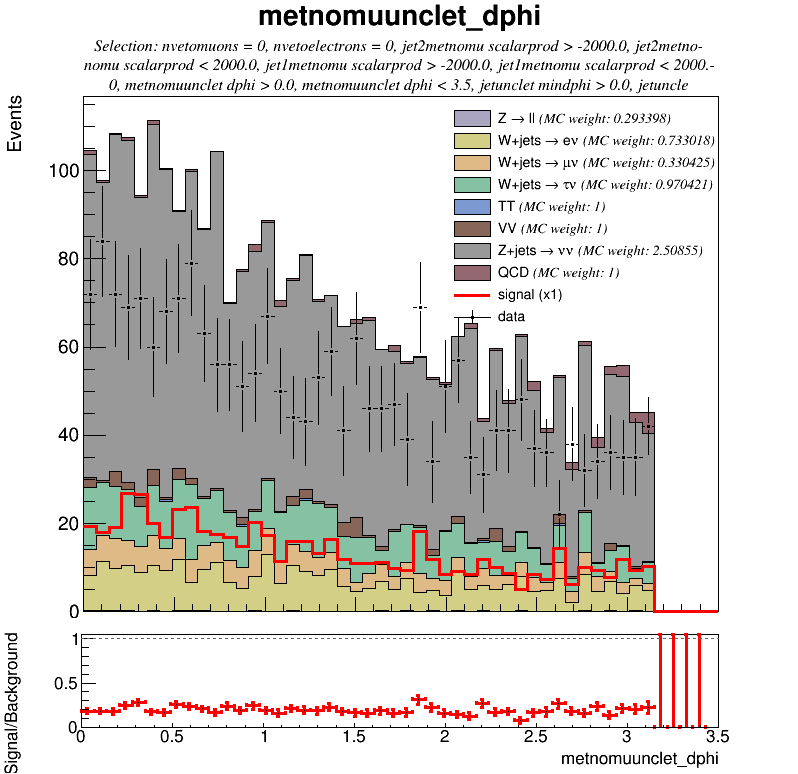 metnomuunclet_dphi
Selection: nvetomuons = 0, nvetoelectrons = 0, jet2metnomu scalarprod > -2000.0, jet2metno-
nomu scalarprod < 2000.0, jet1metnomu scalarprod > -2000.0, jet1metnomu scalarprod < 2000.-
0, metnomuunclet dphi > 0.0, metnomuunclet dphi < 3.5, jetunclet mindphi > 0.0, jetuncle
Events
100
80
60
40
20
0
Z → ll (MC weight: 0.293398)
W+jets → eν (MC weight: 0.733018)
W+jets → μν (MC weight: 0.330425)
W+jets → τν (MC weight: 0.970421)
TT (MC weight: 1)
VV (MC weight: 1)
Z+jets → νν (MC weight: 2.50855)
QCD (MC weight: 1)
signal (x1)
data
Signal/Background
1
0.5
0
0 0.5 1 1.5 2 2.5 3 3.5
metnomuunclet_dphi